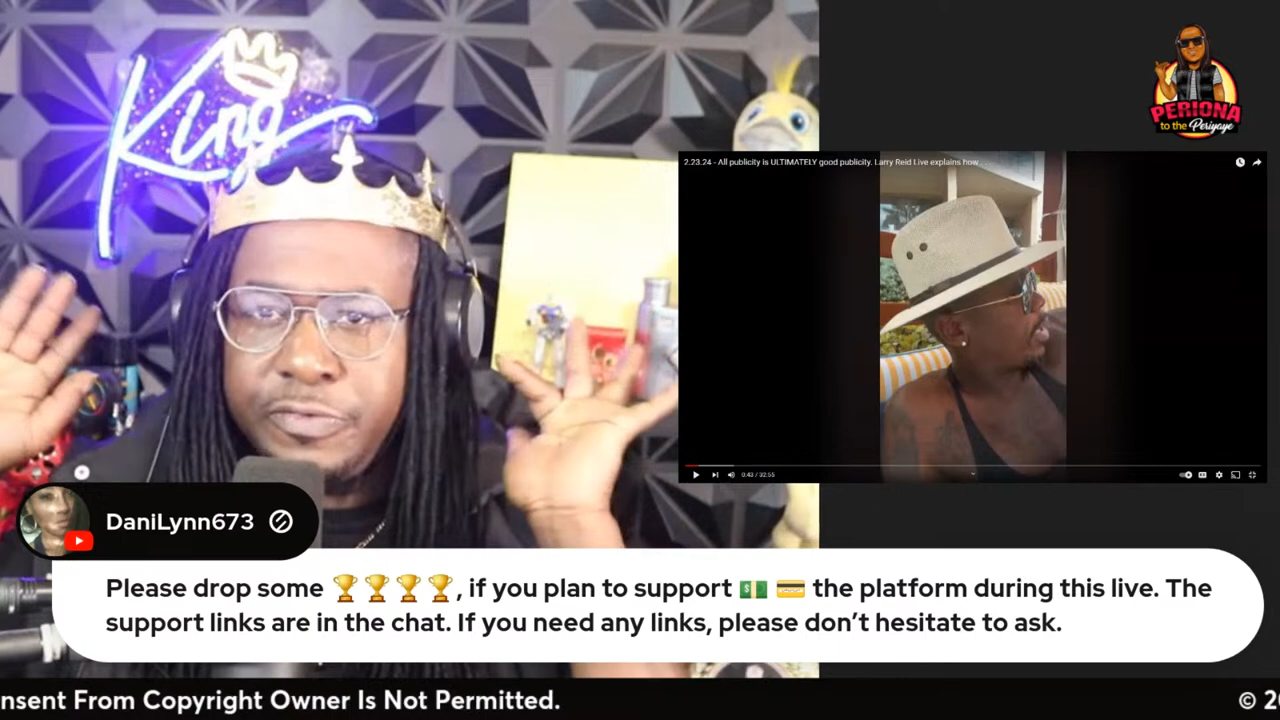 King
PERIONA
to the Periyaye
2.23.24 - All publicity is ULTIMATELY good publicity. Larry Reid Live explains how
0:43 / 32:55
DaniLynn673
Please drop some 🏆🏆🏆🏆, if you plan to support 💵 💳 the platform during this live. The
support links are in the chat. If you need any links, please don’t hesitate to ask.
nsent From Copyright Owner Is Not Permitted.
© 2